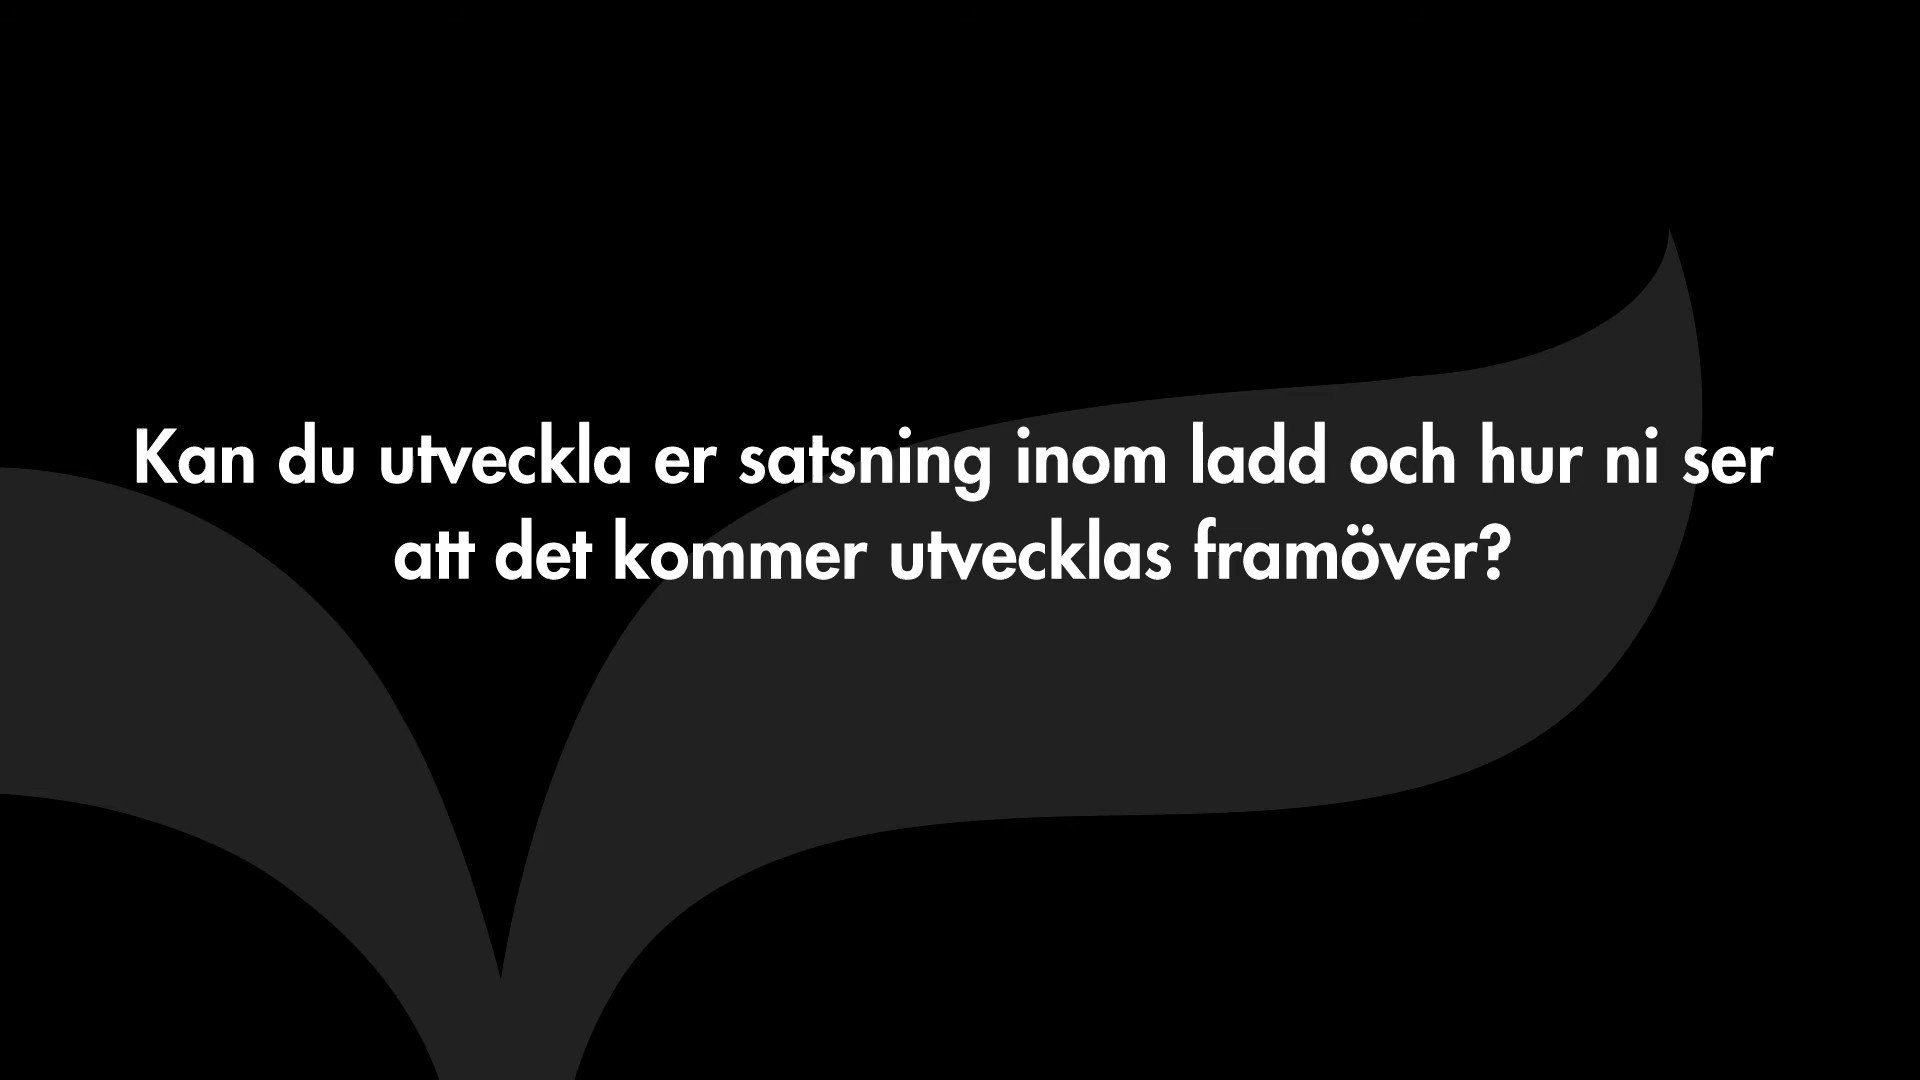 Kan du utveckla er satsning inom ladd och hur ni ser
att det kommer utvecklas framöver?